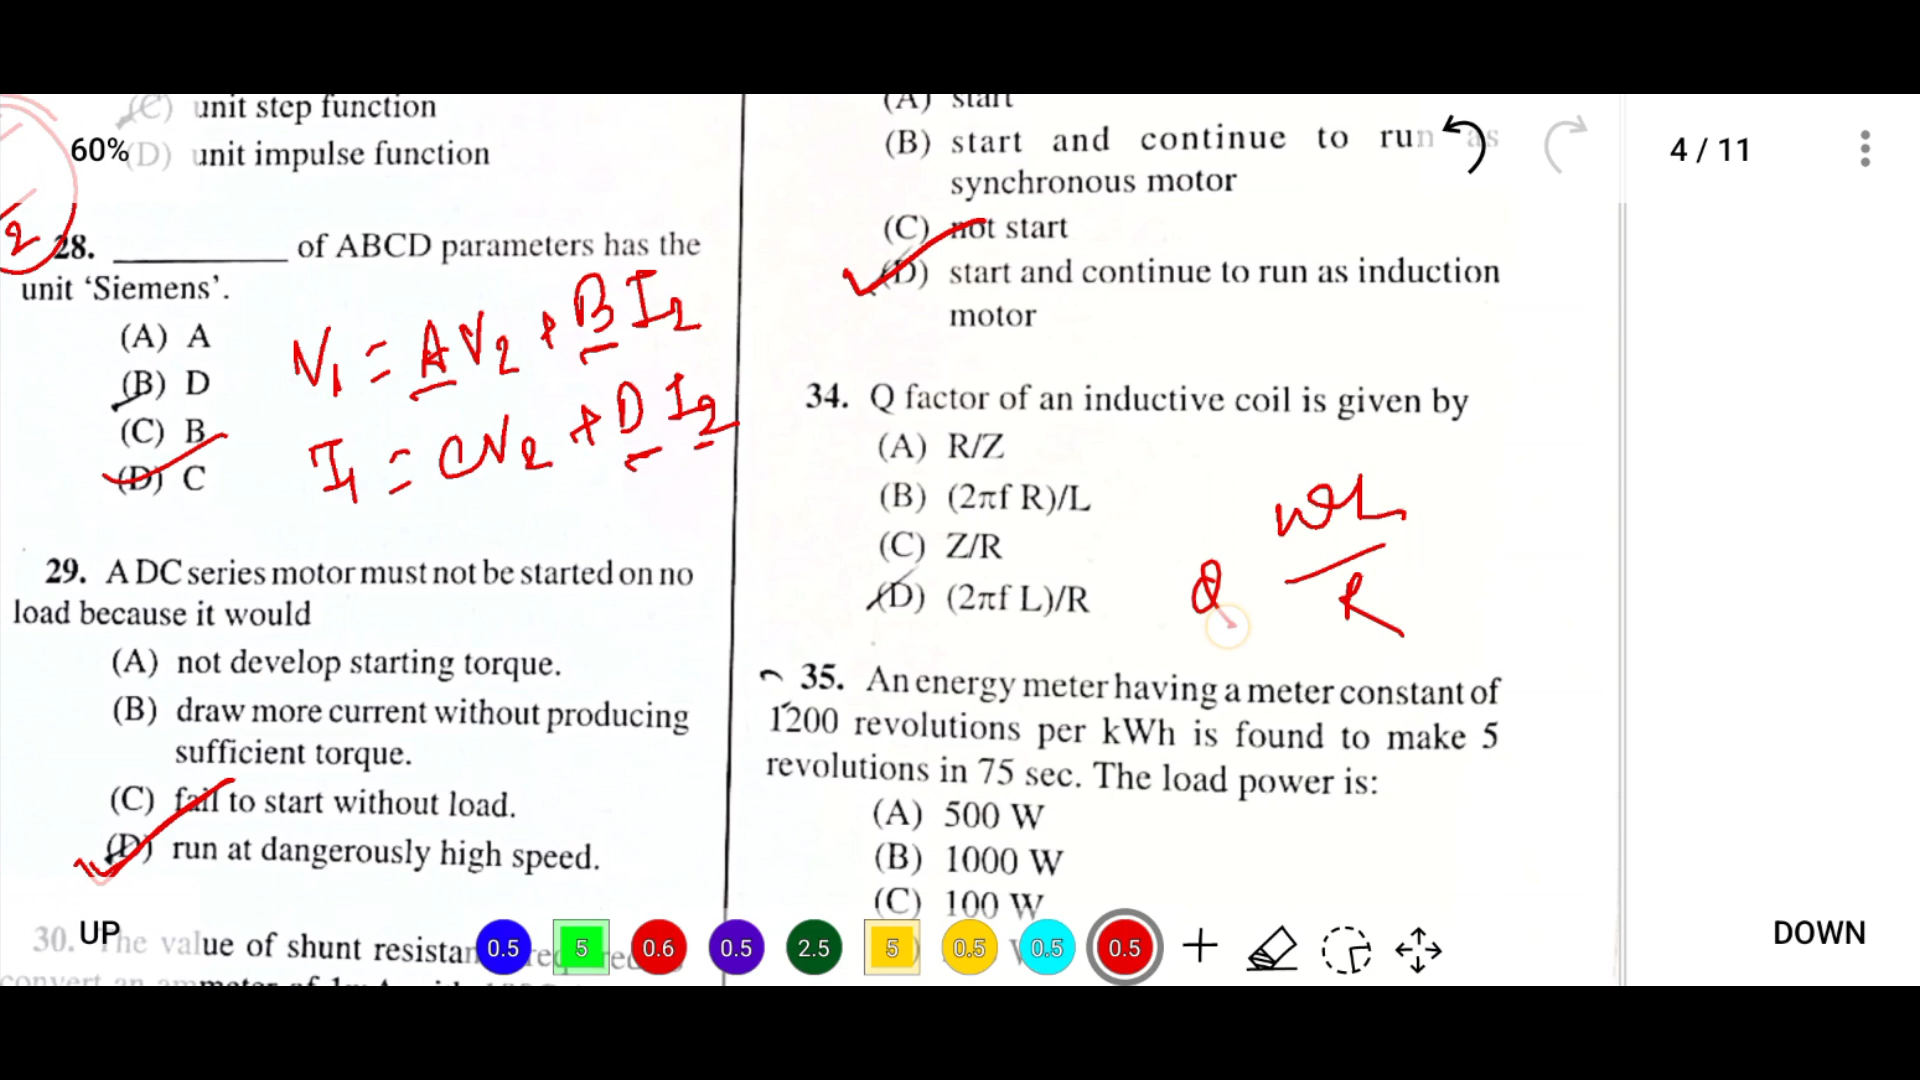 (C) unit step function
60% (D) unit impulse function
28. ________ of ABCD parameters has the
unit ‘Siemens’.
(A) A
(B) D
(C) B
(D) C
V1 = AV2 + BI2
I1 = CV2 + DI2
29. A DC series motor must not be started on no
load because it would
(A) not develop starting torque.
(B) draw more current without producing
sufficient torque.
(C) fail to start without load.
(D) run at dangerously high speed.
UP
30. The value of shunt resistan
(A) start
(B) start and continue to run as
synchronous motor
(C) not start
(D) start and continue to run as induction
motor
34. Q factor of an inductive coil is given by
(A) R/Z
(B) (2πf R)/L
(C) Z/R
(D) (2πf L)/R
Q
R
35. An energy meter having a meter constant of
1200 revolutions per kWh is found to make 5
revolutions in 75 sec. The load power is:
(A) 500 W
(B) 1000 W
(C) 100 W
0.5 5 0.6 0.5 2.5 5 0.5 0.5 0.5
4 / 11
DOWN